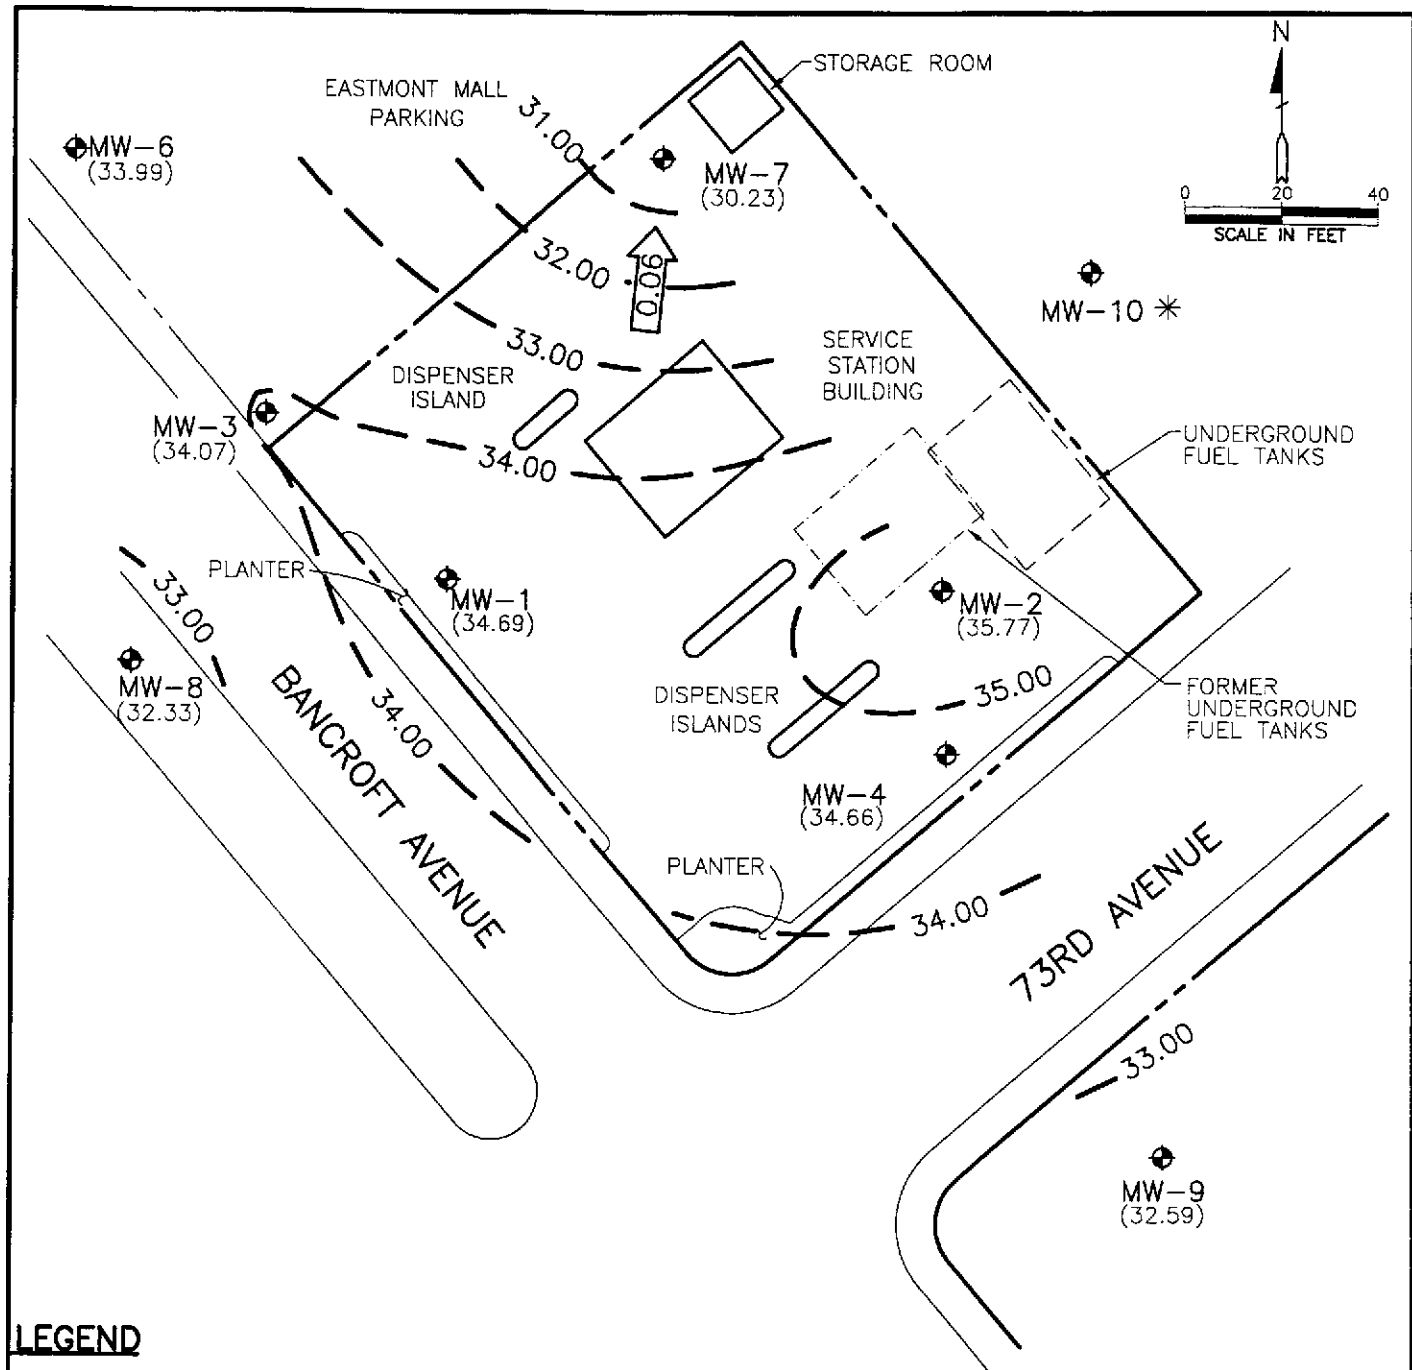 N
STORAGE ROOM
EASTMONT MALL
PARKING
31.00
MW-6
(33.99)
MW-7
(30.23)
0 20 40
SCALE IN FEET
32.00
0.06
MW-10 *
33.00
SERVICE
STATION
BUILDING
DISPENSER
ISLAND
MW-3
(34.07)
34.00
UNDERGROUND
FUEL TANKS
PLANTER
33.00
MW-1
(34.69)
MW-2
(35.77)
MW-8
(32.33)
BANCROFT AVENUE
34.00
DISPENSER
ISLANDS
35.00
FORMER
UNDERGROUND
FUEL TANKS
MW-4
(34.66)
PLANTER
34.00
73RD AVENUE
33.00
MW-9
(32.59)
LEGEND